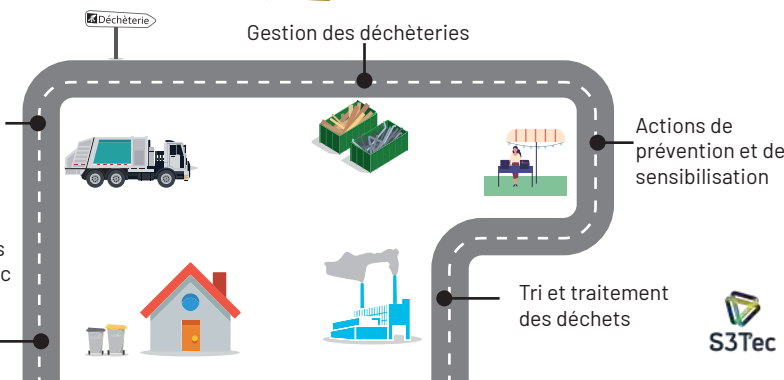 Déchèterie
Gestion des déchèteries
Actions de
prévention et de
sensibilisation
s
c
Tri et traitement
des déchets
S3Tec